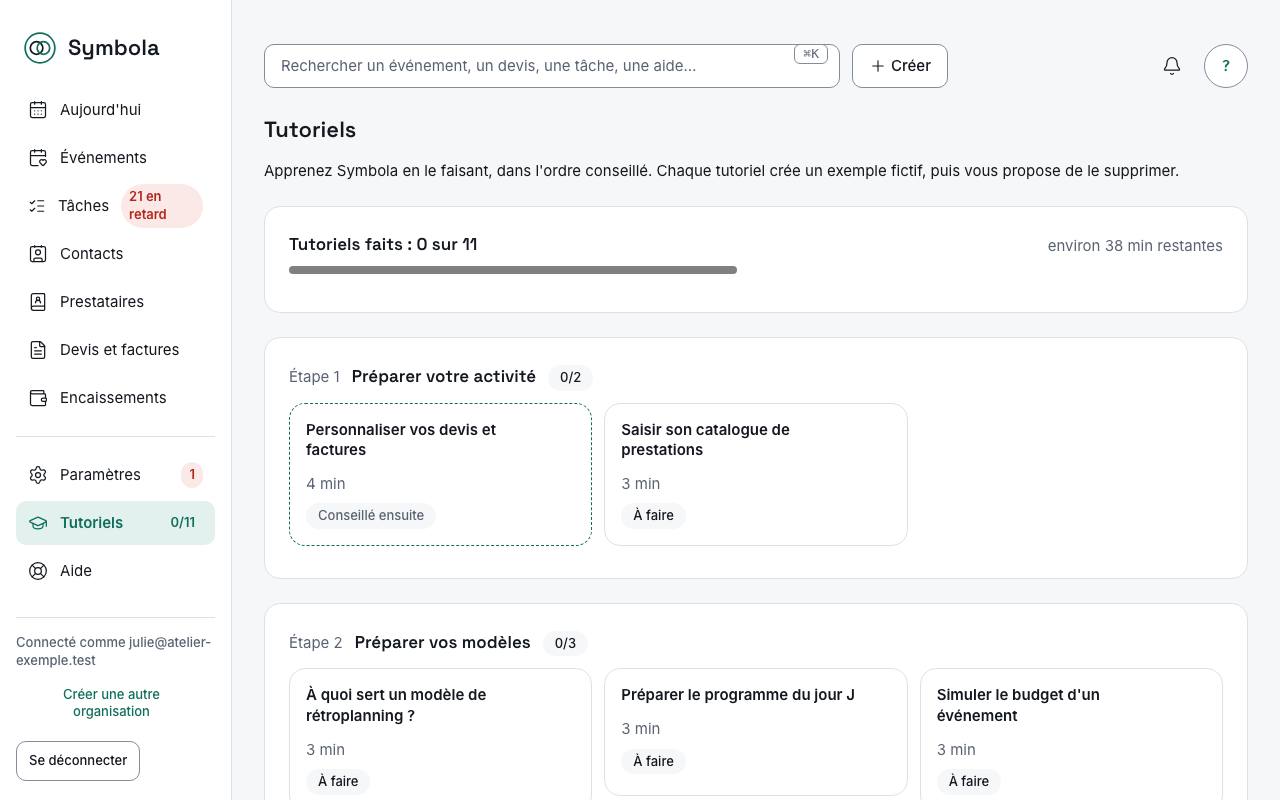 Symbola
Aujourd'hui
Événements
Tâches
21 en
retard
Contacts
Prestataires
Devis et factures
Encaissements
Paramètres
1
Tutoriels
0/11
Aide
Connecté comme julie@atelier-
exemple.test
Créer une autre
organisation
Se déconnecter
Rechercher un événement, un devis, une tâche, une aide...
⌘K
Créer
?
Tutoriels
Apprenez Symbola en le faisant, dans l'ordre conseillé. Chaque tutoriel crée un exemple fictif, puis vous propose de le supprimer.
Tutoriels faits : 0 sur 11
environ 38 min restantes
Étape 1 Préparer votre activité 0/2
Personnaliser vos devis et
factures
4 min
Conseillé ensuite
Saisir son catalogue de
prestations
3 min
À faire
Étape 2 Préparer vos modèles 0/3
À quoi sert un modèle de
rétroplanning ?
3 min
À faire
Préparer le programme du jour J
3 min
À faire
Simuler le budget d'un
événement
3 min
À faire